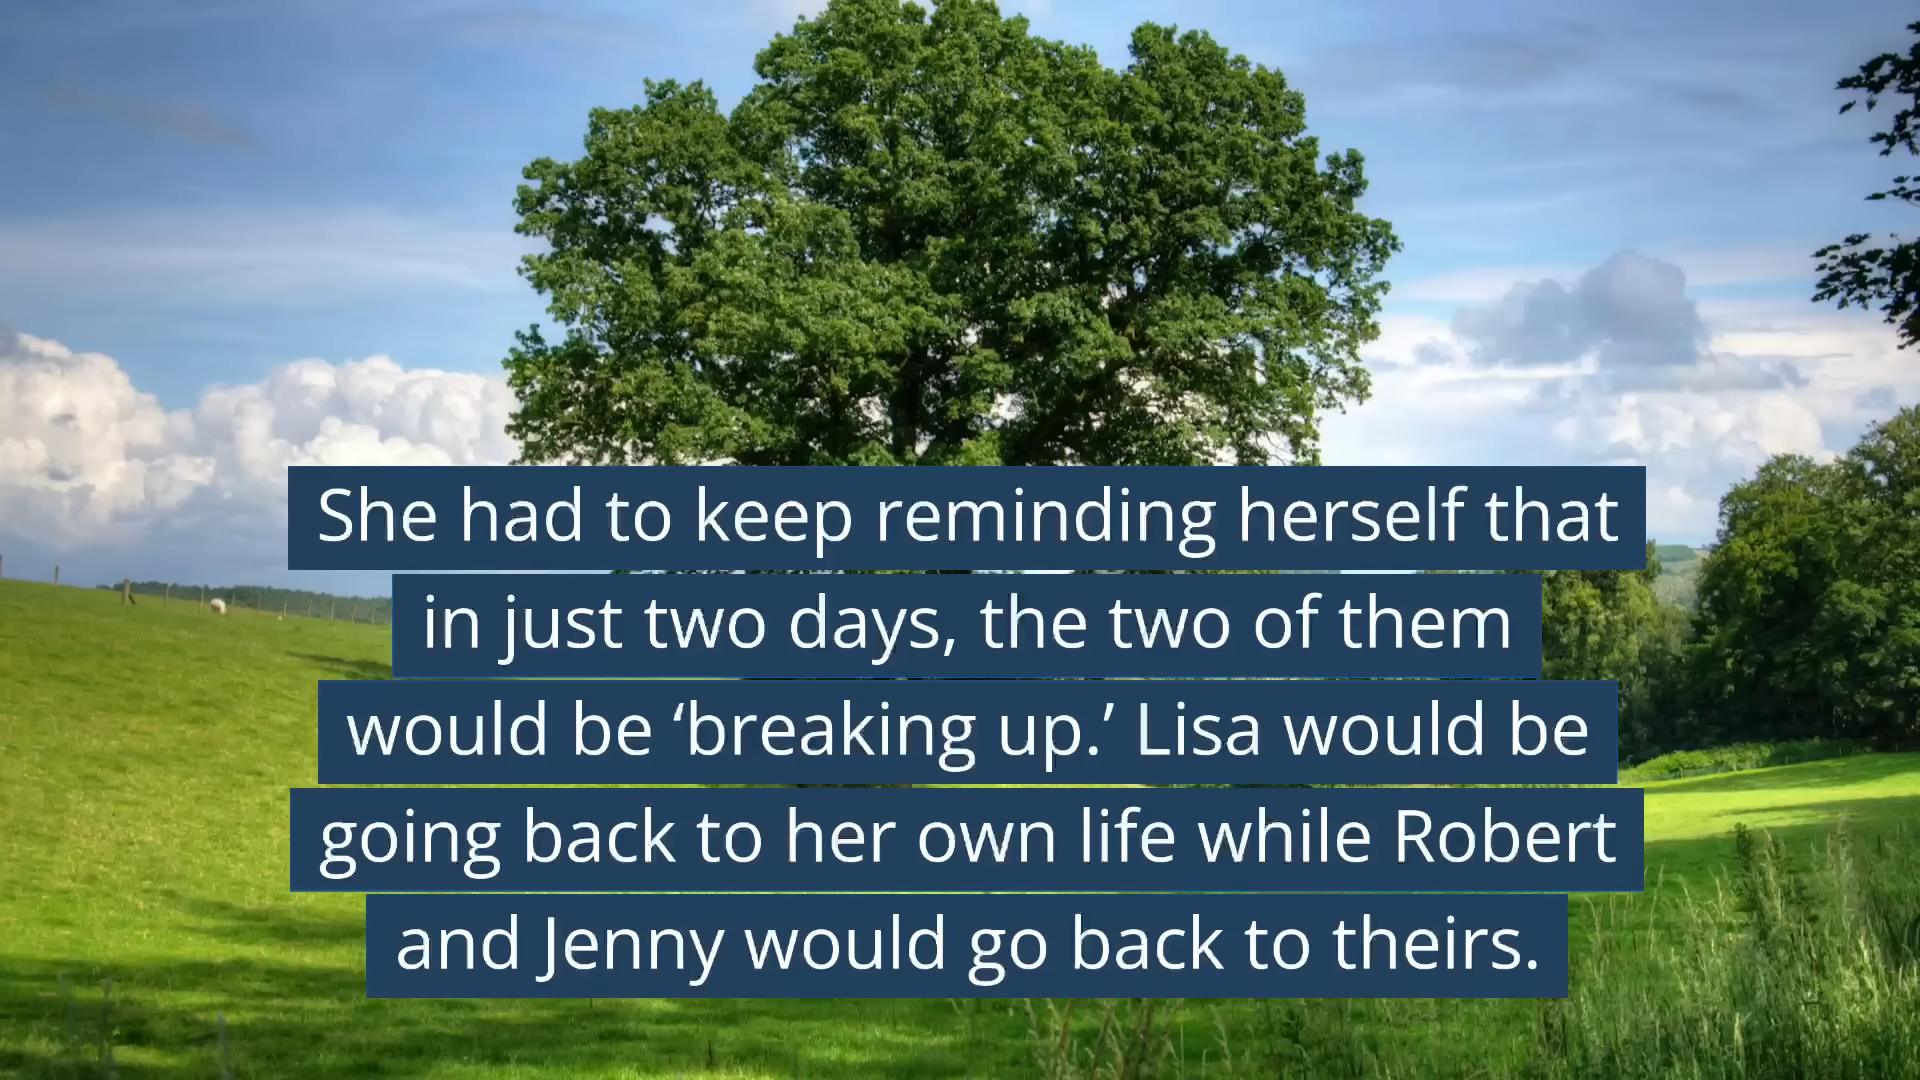 She had to keep reminding herself that
in just two days, the two of them
would be ‘breaking up.’ Lisa would be
going back to her own life while Robert
and Jenny would go back to theirs.